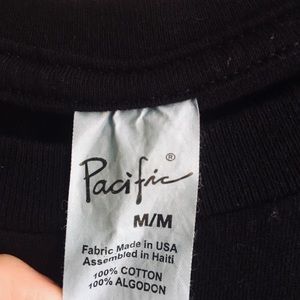 Pacific®
M/M
Fabric Made in USA
Assembled in Haiti
100% COTTON
100% ALGODON